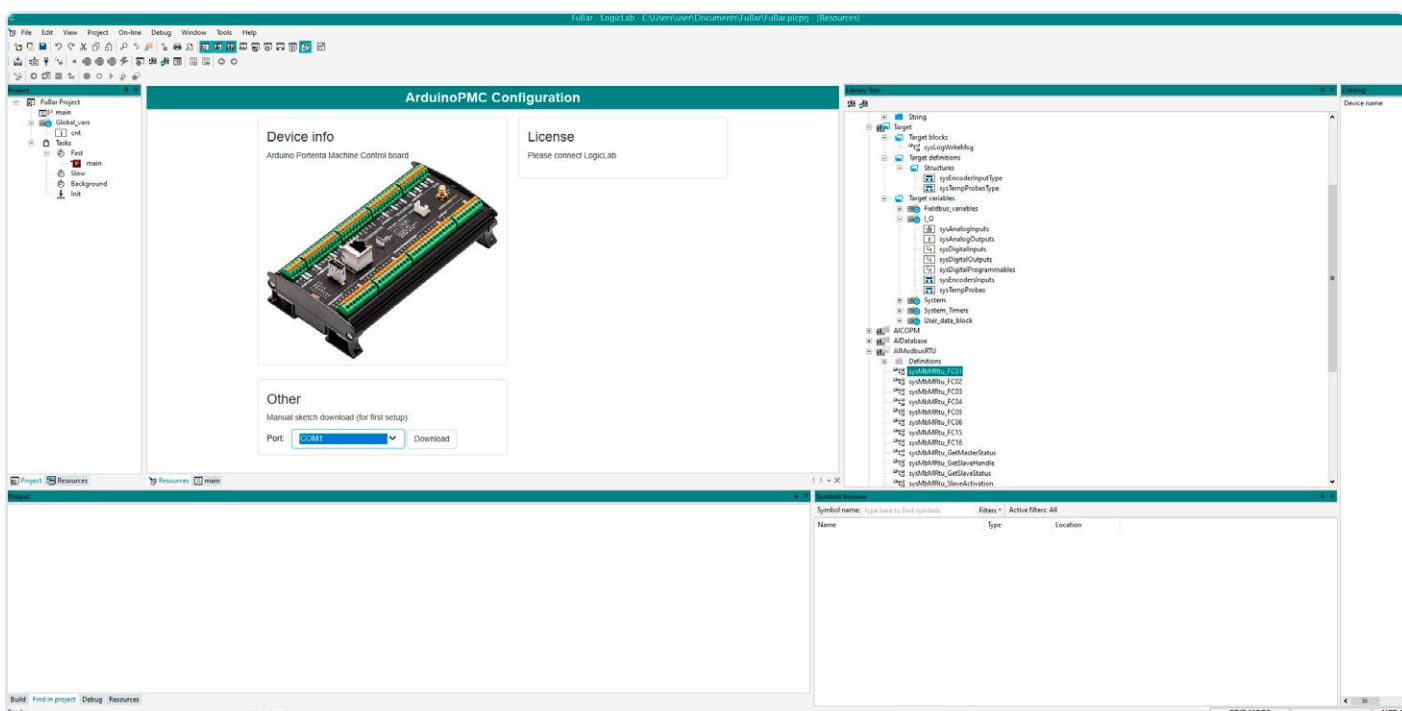 FuBar - LogicLab - C:\Users\user\Documents\FuBar\FuBar.plcprj - [Resources]
File Edit View Project On-line Debug Window Tools Help
Project
FuBar Project
main
Global_vars
cnt
Tasks
Fast
main
Slow
Background
Init
Project Resources
ArduinoPMC Configuration
Device info
Arduino Portenta Machine Control board
License
Please connect LogicLab
Other
Manual sketch download (for first setup):
Port: COM1 Download
Resources main
Library Tree
String
Target
Target blocks
sysLogWriteMsg
Target definitions
Structures
sysEncoderInputType
sysTempProbesType
Target variables
Fieldbus_variables
I_O
sysAnalogInputs
sysAnalogOutputs
sysDigitalInputs
sysDigitalOutputs
sysDigitalProgrammables
sysEncodersInputs
sysTempProbes
System
System_Timers
User_data_block
AlCOPM
AlDatabase
AlModbusRTU
Definitions
sysMbMRtu_FC01
sysMbMRtu_FC02
sysMbMRtu_FC03
sysMbMRtu_FC04
sysMbMRtu_FC05
sysMbMRtu_FC06
sysMbMRtu_FC15
sysMbMRtu_FC16
sysMbMRtu_GetMasterStatus
sysMbMRtu_GetSlaveHandle
sysMbMRtu_GetSlaveStatus
sysMbMRtu_SlaveActivation
Catalog
Device name
Output
Build Find in project Debug Resources
Symbols browser
Symbol name: type here to find symbols Filters Active filters: All
Name Type Location